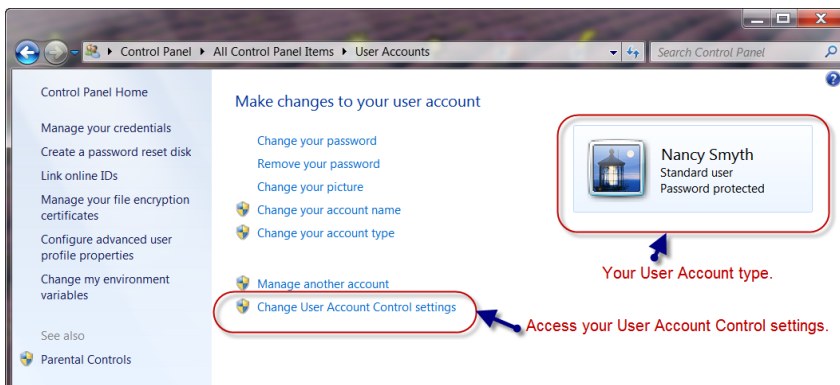 Control Panel ▸ All Control Panel Items ▸ User Accounts
Search Control Panel
Control Panel Home
Manage your credentials
Create a password reset disk
Link online IDs
Manage your file encryption
certificates
Configure advanced user
profile properties
Change my environment
variables
See also
Parental Controls
Make changes to your user account
Change your password
Remove your password
Change your picture
Change your account name
Change your account type
Manage another account
Change User Account Control settings
Nancy Smyth
Standard user
Password protected
Your User Account type.
Access your User Account Control settings.